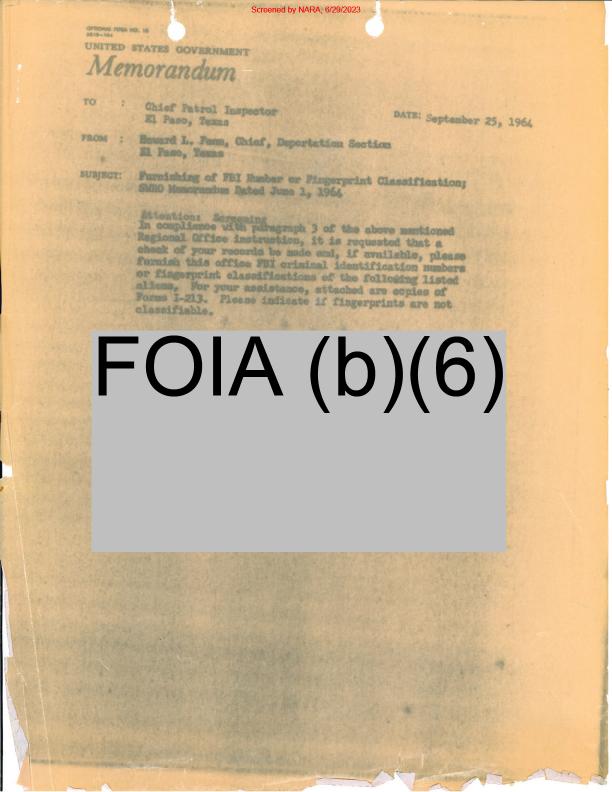 Screened by NARA, 6/29/2023
OPTIONAL FORM NO. 10
5010-104
UNITED STATES GOVERNMENT
Memorandum
TO : Chief Patrol Inspector
El Paso, Texas
DATE: September 25, 1964
FROM : Howard L. Chief, Deportation Section
El Paso, Texas
SUBJECT: Furnishing of FBI Number or Fingerprint Classification;
SWRO Memorandum Dated June 1, 1964
Attention: Screening
In compliance with paragraph 3 of the above mentioned
Regional Office instruction, it is requested that a
check of your records be made and, if available, please
furnish this office FBI criminal identification numbers
or fingerprint classifications of the following listed
aliens. For your assistance, attached are copies of
Forms I-213. Please indicate if fingerprints are not
classifiable.
FOIA (b)(6)